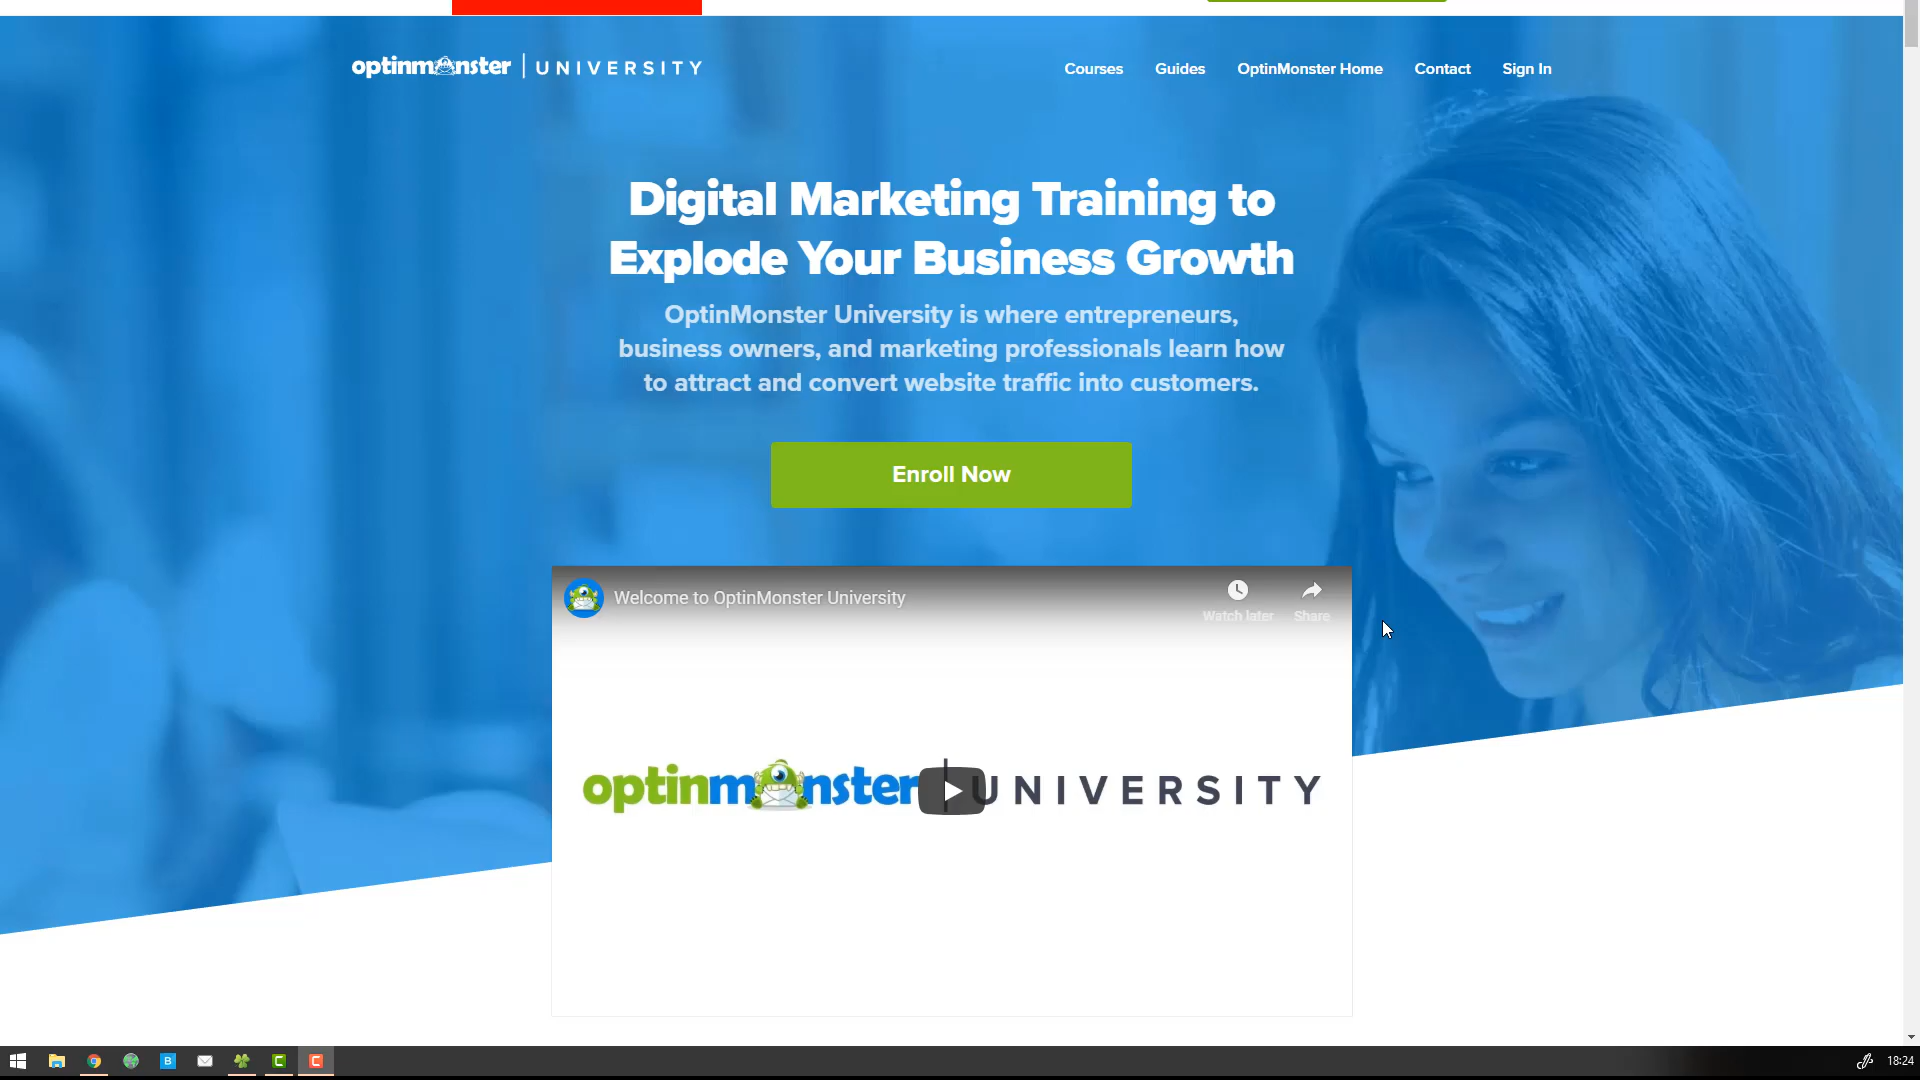 optinmonster | UNIVERSITY
Courses
Guides
OptinMonster Home
Contact
Sign In
Digital Marketing Training to
Explode Your Business Growth
OptinMonster University is where entrepreneurs,
business owners, and marketing professionals learn how
to attract and convert website traffic into customers.
Enroll Now
Welcome to OptinMonster University
Watch later
Share
optinmonster UNIVERSITY
B
C
C
18:24